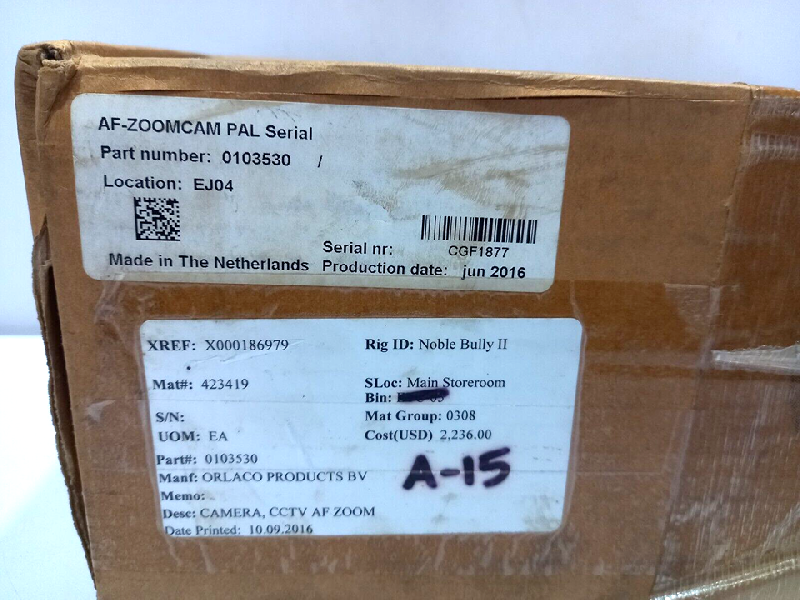 AF-ZOOMCAM PAL Serial
Part number: 0103530 /
Location: EJ04
Serial nr:
CGF1877
Made in The Netherlands
Production date: jun 2016
XREF: X000186979
Rig ID: Noble Bully II
Mat#: 423419
SLoc: Main Storeroom
Bin:
S/N:
Mat Group: 0308
UOM: EA
Cost(USD) 2,236.00
Part#: 0103530
Manf: ORLACO PRODUCTS BV
A-15
Memo:
Desc: CAMERA, CCTV AF ZOOM
Date Printed: 10.09.2016